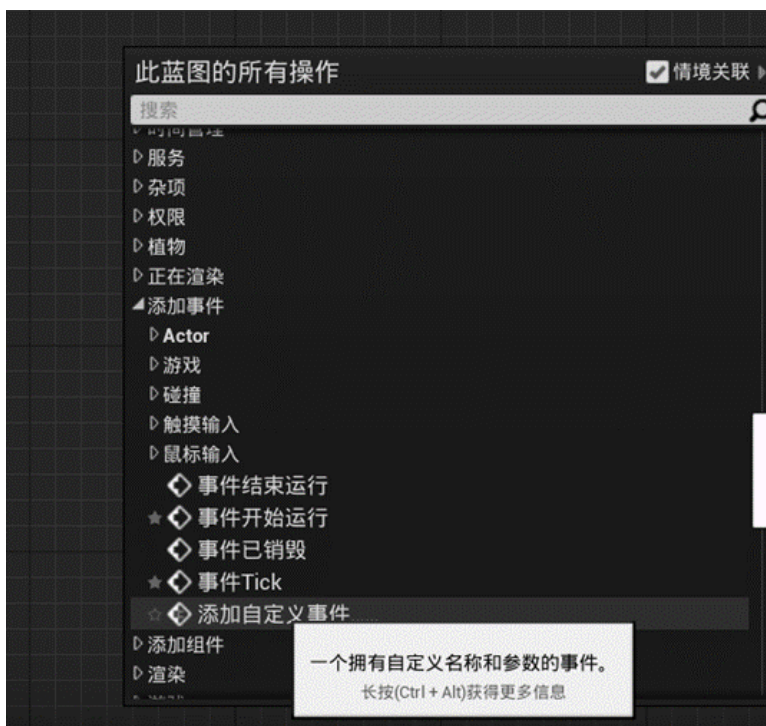 此蓝图的所有操作
情境关联
搜索
时间管理
服务
杂项
权限
植物
正在渲染
添加事件
Actor
游戏
碰撞
触摸输入
鼠标输入
事件结束运行
事件开始运行
事件已销毁
事件Tick
添加自定义事件......
添加组件
一个拥有自定义名称和参数的事件。
渲染
长按(Ctrl + Alt)获得更多信息